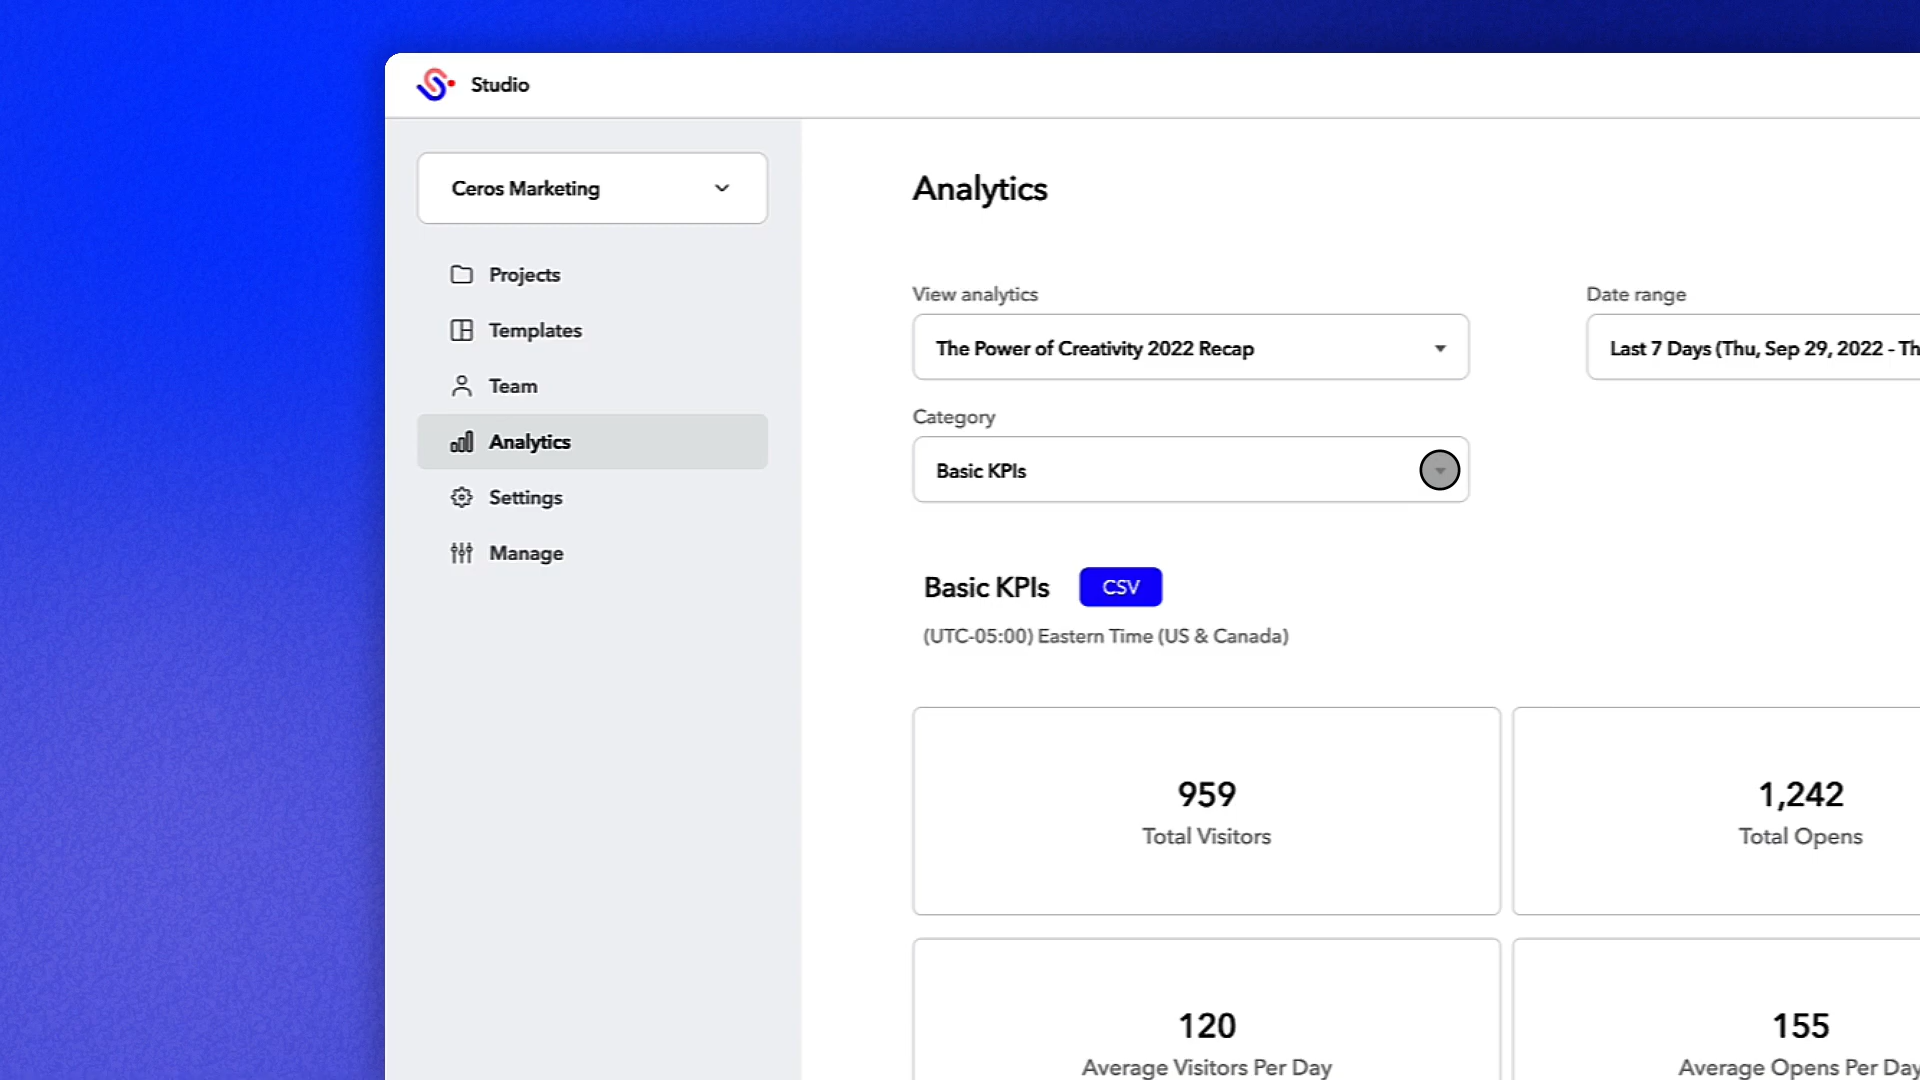 Studio
Ceros Marketing
Projects
Templates
Team
Analytics
Settings
Manage
Analytics
View analytics
The Power of Creativity 2022 Recap
Date range
Last 7 Days (Thu, Sep 29, 2022 - Th
Category
Basic KPIs
Basic KPIs
CSV
(UTC-05:00) Eastern Time (US & Canada)
959
Total Visitors
1,242
Total Opens
120
Average Visitors Per Day
155
Average Opens Per Day